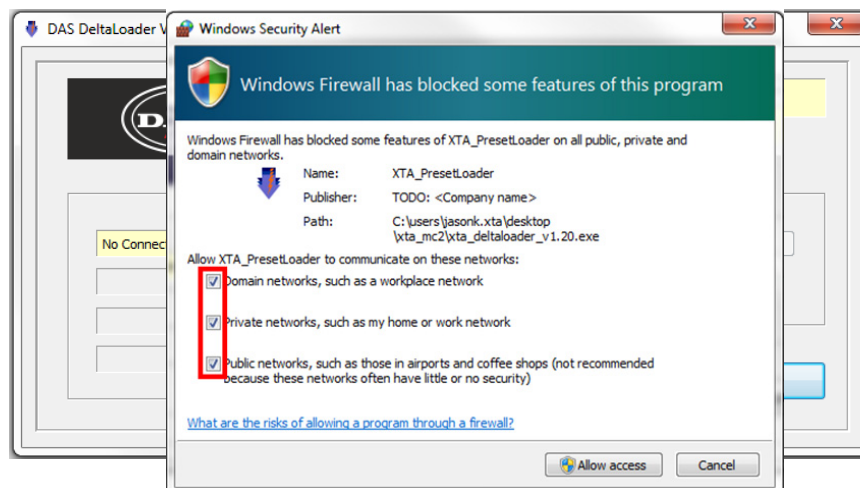 DAS DeltaLoader V
Windows Security Alert
Windows Firewall has blocked some features of this program
Windows Firewall has blocked some features of XTA_PresetLoader on all public, private and
domain networks.
Name: XTA_PresetLoader
Publisher: TODO: <Company name>
Path: C:\users\jasonk.xta\desktop
\xta_mc2\xta_deltaloader_v1.20.exe
No Connec
Allow XTA_PresetLoader to communicate on these networks:
Domain networks, such as a workplace network
Private networks, such as my home or work network
Public networks, such as those in airports and coffee shops (not recommended
because these networks often have little or no security)
What are the risks of allowing a program through a firewall?
Allow access
Cancel